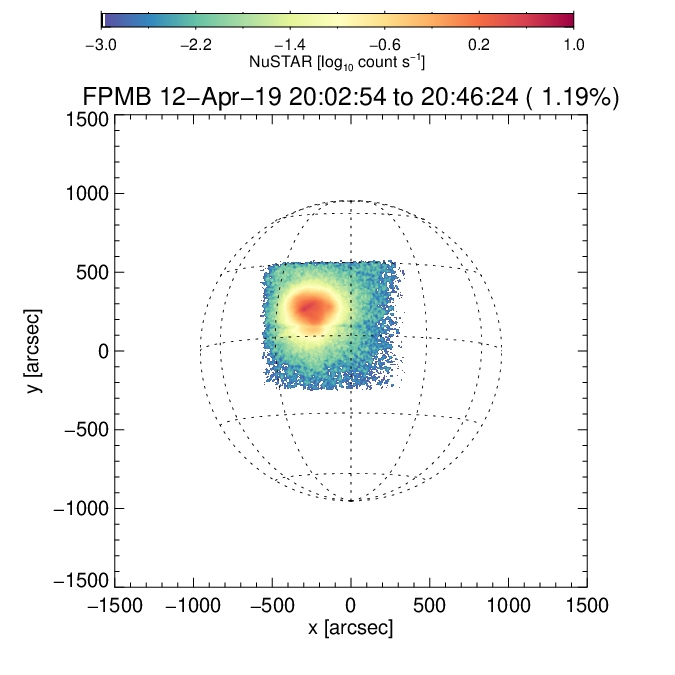 −3.0 −2.2 −1.4 −0.6 0.2 1.0
NuSTAR [log10 count s−1]
FPMB 12−Apr−19 20:02:54 to 20:46:24 ( 1.19%)
1500
1000
500
0
−500
−1000
−1500
y [arcsec]
−1500 −1000 −500 0 500 1000 1500
x [arcsec]